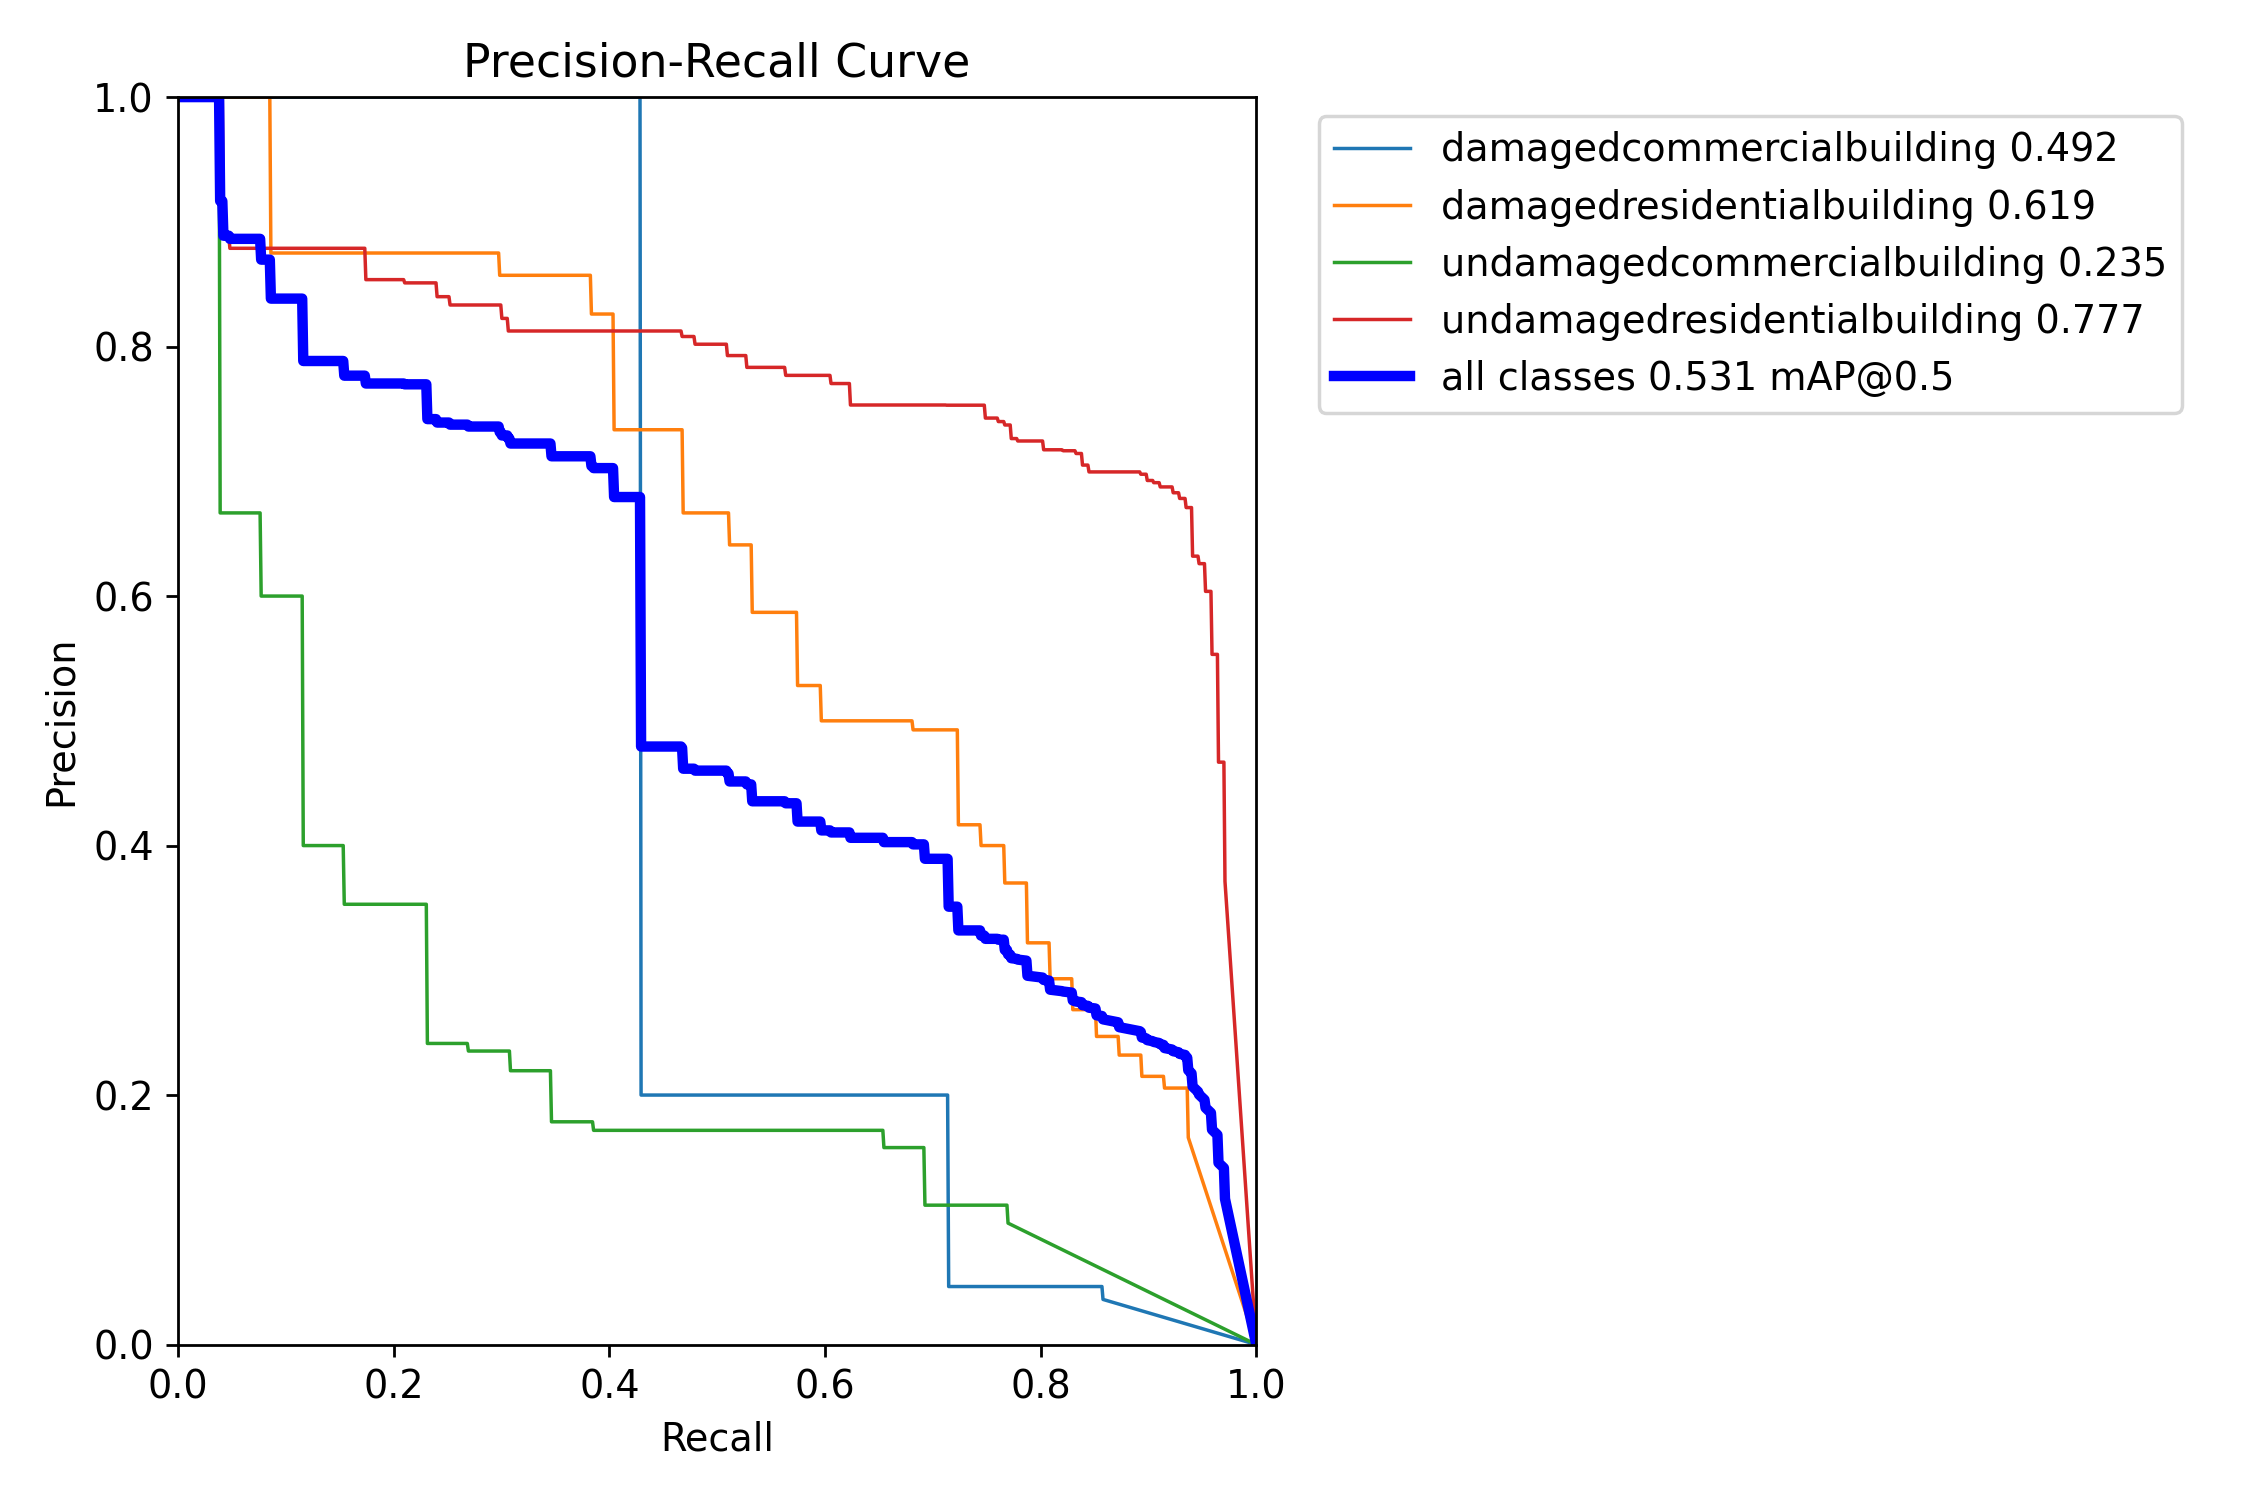 Precision-Recall Curve
1.0
0.8
0.6
0.4
0.2
0.0
Precision
0.0 0.2 0.4 0.6 0.8 1.0
Recall
damagedcommercialbuilding 0.492
damagedresidentialbuilding 0.619
undamagedcommercialbuilding 0.235
undamagedresidentialbuilding 0.777
all classes 0.531 mAP@0.5